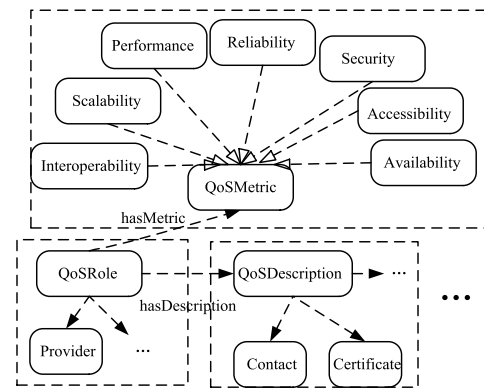 Performance
Reliability
Security
Scalability
Accessibility
Interoperability
Availability
QoSMetric
hasMetric
QoSRole
QoSDescription
...
hasDescription
...
Provider
...
Contact
Certificate